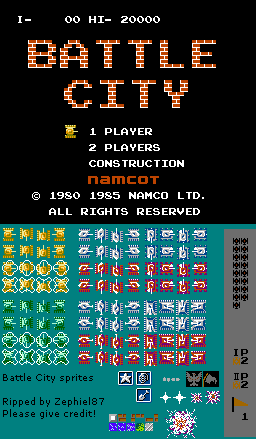 I- 00 HI- 20000
BATTLE
CITY
1 PLAYER
2 PLAYERS
CONSTRUCTION
namcot
© 1980 1985 NAMCO LTD.
ALL RIGHTS RESERVED
IP
2
IIP
2
1
Battle City sprites
Ripped by Zephiel87
Please give credit!